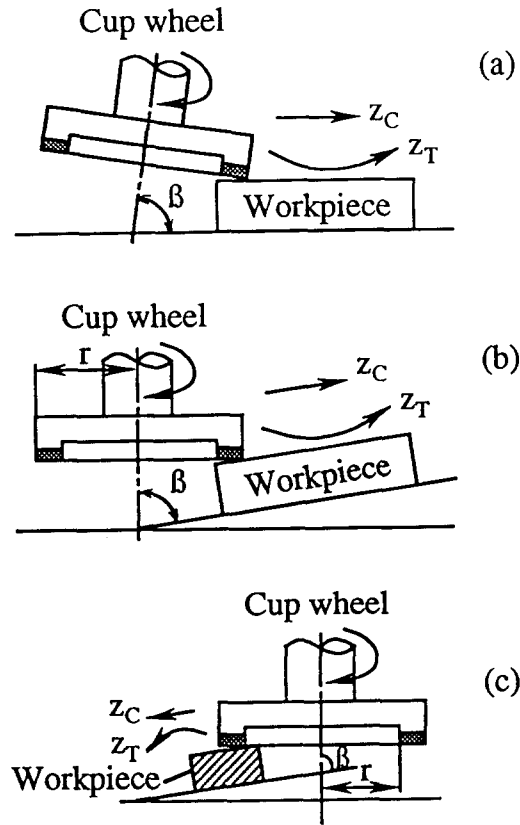 Cup wheel
(a)
z_C
z_T
ß
Workpiece
Cup wheel
(b)
r
z_C
z_T
ß
Workpiece
Cup wheel
(c)
z_C
z_T
ß
r
Workpiece